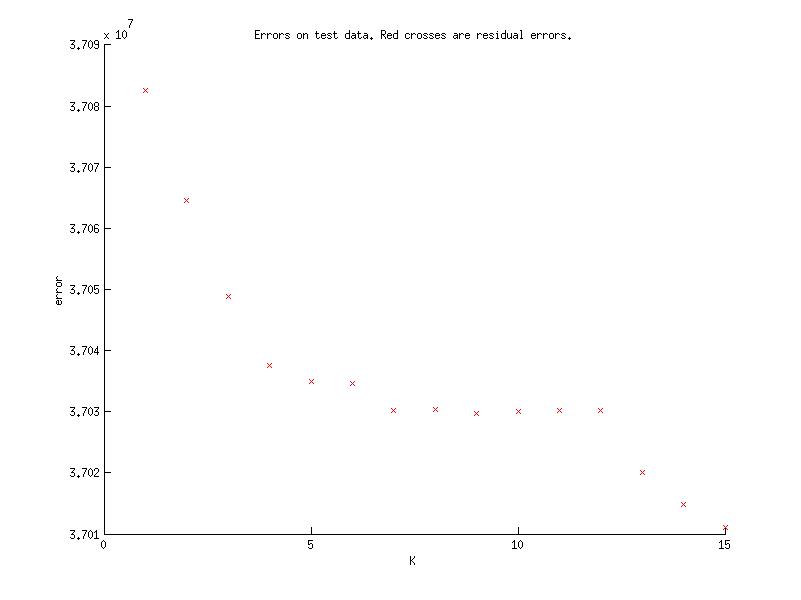 Errors on test data. Red crosses are residual errors.
x 10^7
3.709
3.708
3.707
3.706
3.705
3.704
3.703
3.702
3.701
error
0 5 10 15
K